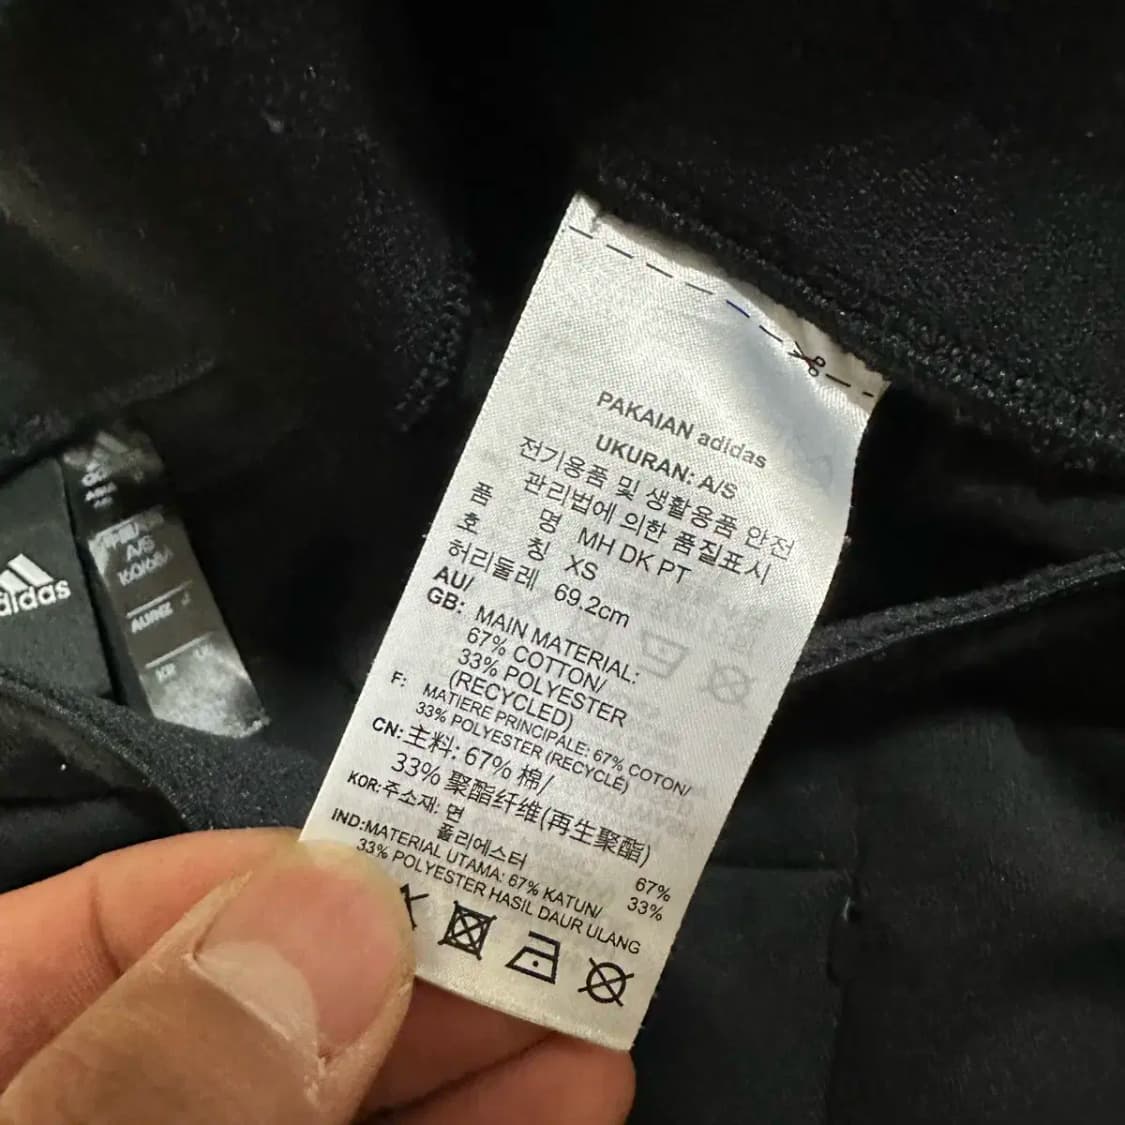 PAKAIAN adidas
UKURAN: A/S
전기용품 및 생활용품 안전
관리법에 의한 품질표시
품 명 MH DK PT
호 칭 XS
허리둘레 69.2cm
AU/
GB: MAIN MATERIAL:
67% COTTON/
33% POLYESTER
(RECYCLED)
F: MATIERE PRINCIPALE: 67% COTON/
33% POLYESTER (RECYCLE)
CN: 主料: 67% 棉/
33% 聚酯纤维(再生聚酯)
KOR: 주소재: 면 67%
폴리에스터 33%
IND:MATERIAL UTAMA: 67% KATUN/
33% POLYESTER HASIL DAUR ULANG
adidas
A/S
160/66A